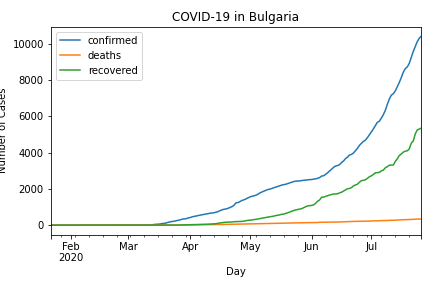 COVID-19 in Bulgaria
confirmed
deaths
recovered
10000
8000
6000
4000
2000
0
Number of Cases
Feb
2020
Mar
Apr
May
Jun
Jul
Day